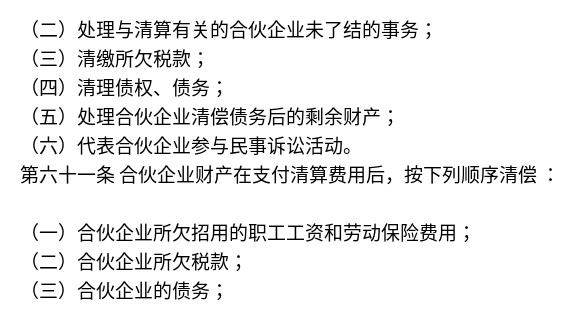 （二）处理与清算有关的合伙企业未了结的事务；
（三）清缴所欠税款；
（四）清理债权、债务；
（五）处理合伙企业清偿债务后的剩余财产；
（六）代表合伙企业参与民事诉讼活动。
第六十一条 合伙企业财产在支付清算费用后，按下列顺序清偿 ：
（一）合伙企业所欠招用的职工工资和劳动保险费用；
（二）合伙企业所欠税款；
（三）合伙企业的债务；